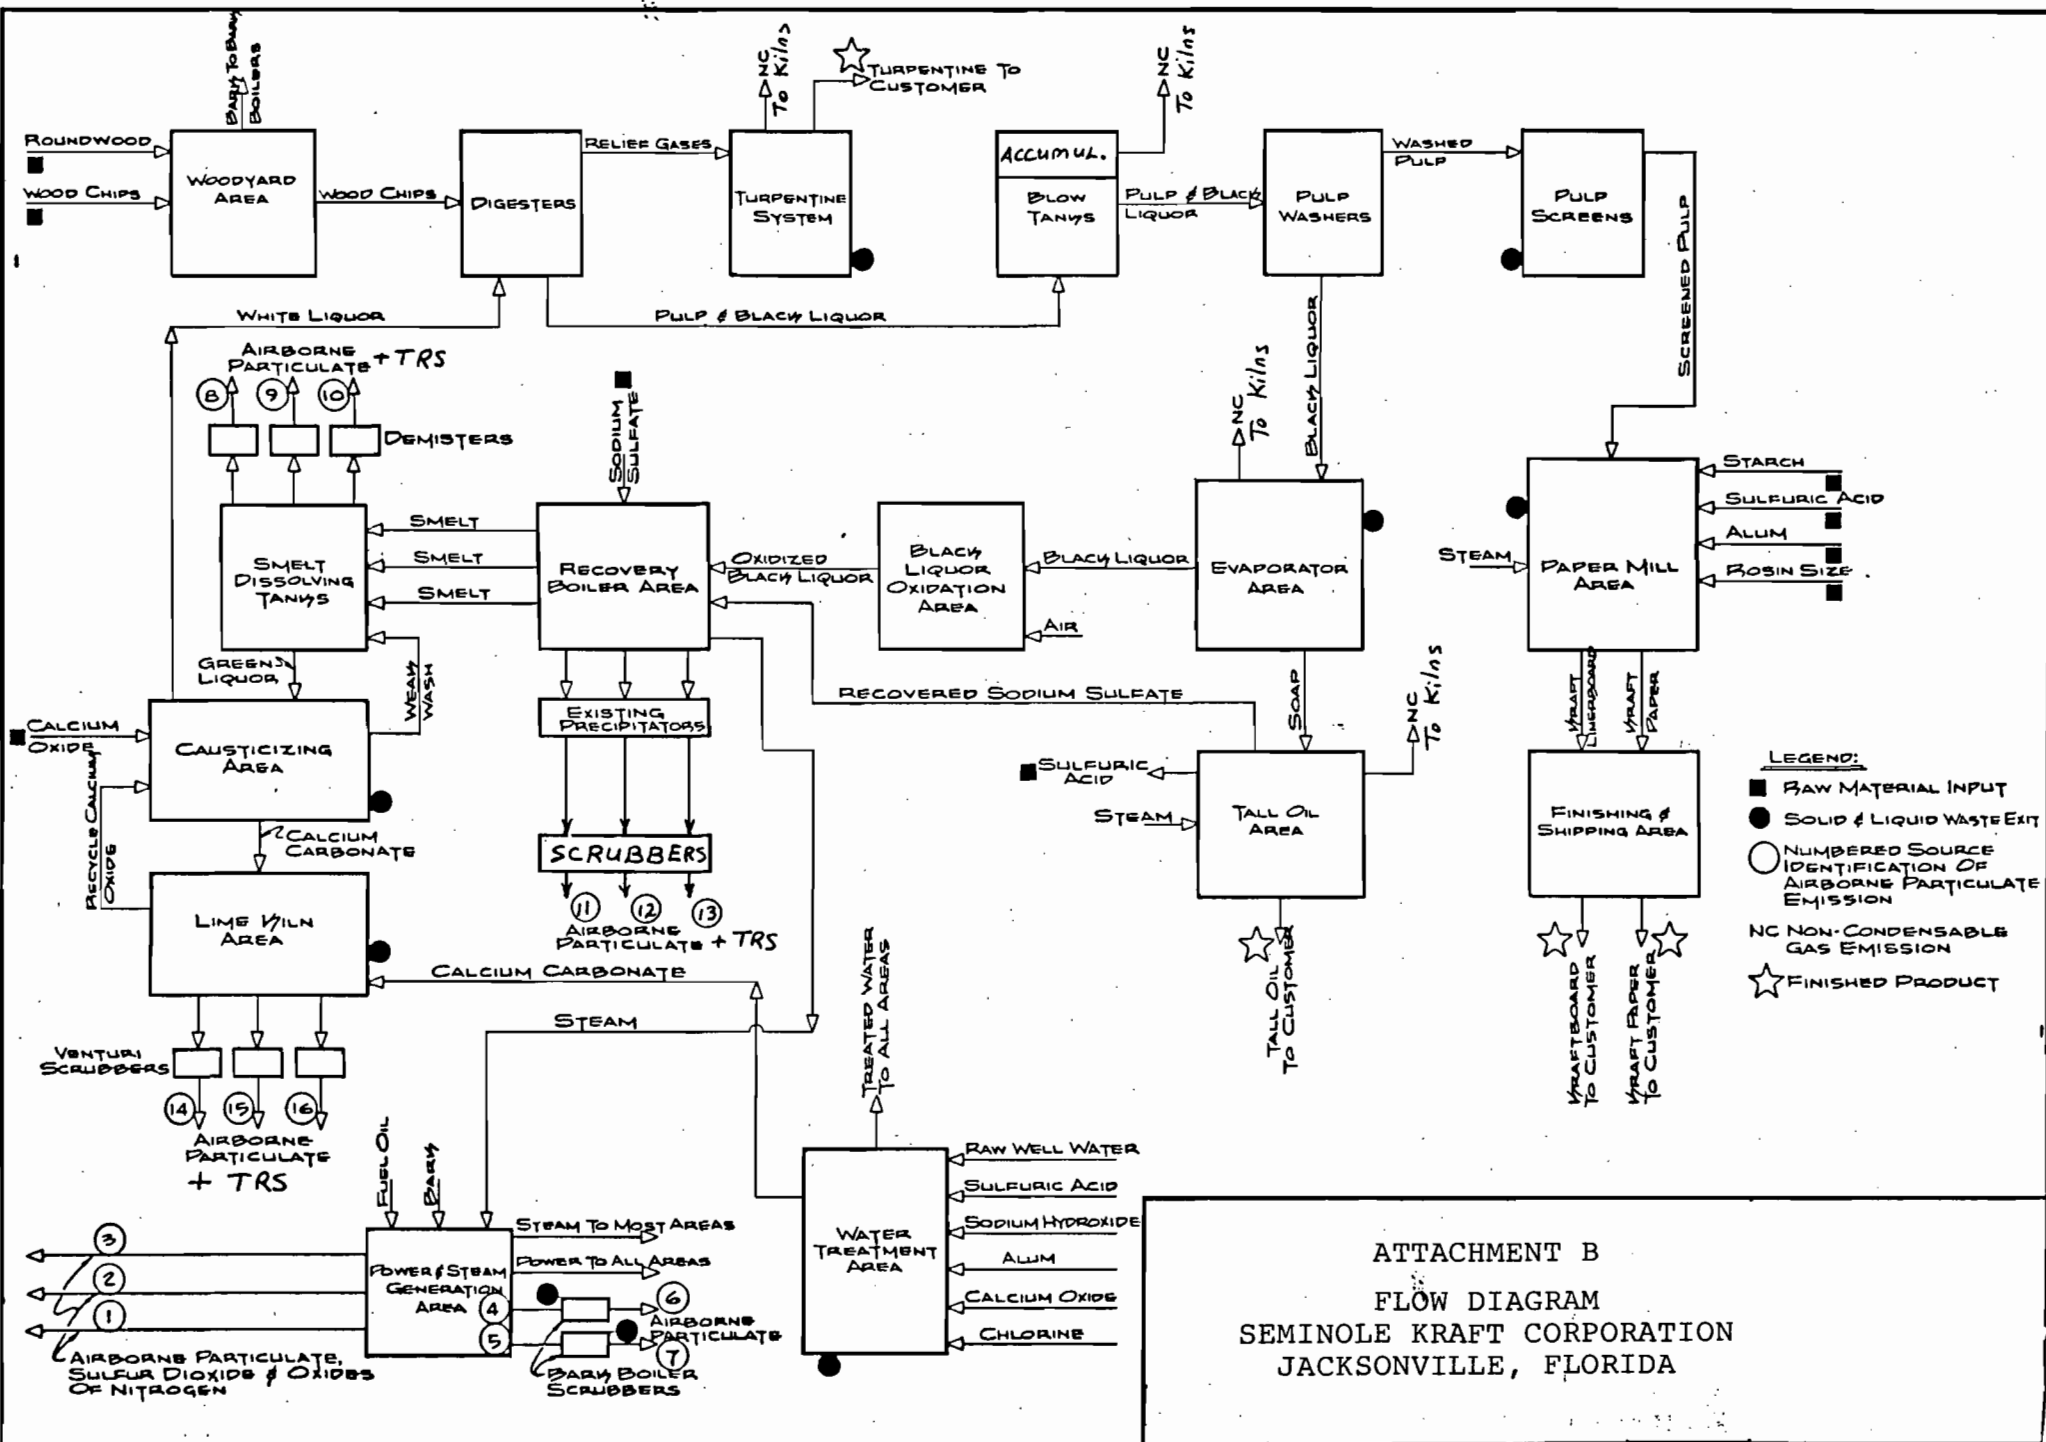 BARK TO BARK
BOILERS
ROUNDWOOD
WOOD CHIPS
WOODYARD
AREA
WOOD CHIPS
DIGESTERS
RELIEF GASES
NC
To Kilns
TURPENTINE TO
CUSTOMER
TURPENTINE
SYSTEM
ACCUMUL.
BLOW
TANKS
NC
To Kilns
PULP & BLACK
LIQUOR
PULP
WASHERS
WASHED
PULP
PULP
SCREENS
SCREENED PULP
WHITE LIQUOR
PULP & BLACK LIQUOR
BLACK LIQUOR
AIRBORNE
PARTICULATE + TRS
8
9
10
DEMISTERS
SODIUM
SULFATE
NC
To Kilns
SMELT
DISSOLVING
TANKS
SMELT
SMELT
SMELT
RECOVERY
BOILER AREA
OXIDIZED
BLACK LIQUOR
BLACK
LIQUOR
OXIDATION
AREA
BLACK LIQUOR
AIR
EVAPORATOR
AREA
STEAM
PAPER MILL
AREA
STARCH
SULFURIC ACID
ALUM
ROSIN SIZE
GREEN
LIQUOR
WEAK
WASH
EXISTING
PRECIPITATORS
RECOVERED SODIUM SULFATE
SOAP
NC
To Kilns
KRAFT
LINERBOARD
KRAFT
PAPER
CALCIUM
OXIDE
CAUSTICIZING
AREA
RECYCLE CALCIUM
OXIDE
CALCIUM
CARBONATE
SULFURIC
ACID
STEAM
TALL OIL
AREA
FINISHING &
SHIPPING AREA
SCRUBBERS
11
12
13
AIRBORNE
PARTICULATE + TRS
LIME KILN
AREA
CALCIUM CARBONATE
STEAM
TALL OIL
TO CUSTOMER
KRAFTBOARD
TO CUSTOMER
KRAFT PAPER
TO CUSTOMER
LEGEND:
RAW MATERIAL INPUT
SOLID & LIQUID WASTE EXIT
NUMBERED SOURCE
IDENTIFICATION OF
AIRBORNE PARTICULATE
EMISSION
NC NON-CONDENSABLE
GAS EMISSION
FINISHED PRODUCT
VENTURI
SCRUBBERS
14
15
16
AIRBORNE
PARTICULATE
+ TRS
TREATED WATER
TO ALL AREAS
FUEL OIL
BARK
3
2
1
AIRBORNE PARTICULATE,
SULFUR DIOXIDE & OXIDES
OF NITROGEN
POWER & STEAM
GENERATION
AREA
4
5
STEAM TO MOST AREAS
POWER TO ALL AREAS
6
AIRBORNE
PARTICULATE
7
BARK BOILER
SCRUBBERS
WATER
TREATMENT
AREA
RAW WELL WATER
SULFURIC ACID
SODIUM HYDROXIDE
ALUM
CALCIUM OXIDE
CHLORINE
ATTACHMENT B
FLOW DIAGRAM
SEMINOLE KRAFT CORPORATION
JACKSONVILLE, FLORIDA